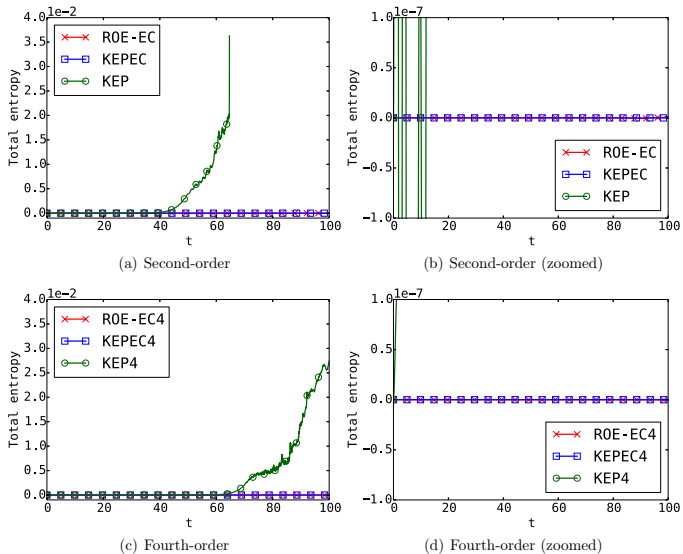 1e-2
4.0
3.5
3.0
2.5
2.0
1.5
1.0
0.5
0.0
Total entropy
ROE-EC
KEPEC
KEP
0 20 40 60 80 100
t
(a) Second-order
1e-7
1.0
0.5
0.0
−0.5
−1.0
Total entropy
ROE-EC
KEPEC
KEP
0 20 40 60 80 100
t
(b) Second-order (zoomed)
1e-2
4.0
3.5
3.0
2.5
2.0
1.5
1.0
0.5
0.0
Total entropy
ROE-EC4
KEPEC4
KEP4
0 20 40 60 80 100
t
(c) Fourth-order
1e-7
1.0
0.5
0.0
−0.5
−1.0
Total entropy
ROE-EC4
KEPEC4
KEP4
0 20 40 60 80 100
t
(d) Fourth-order (zoomed)